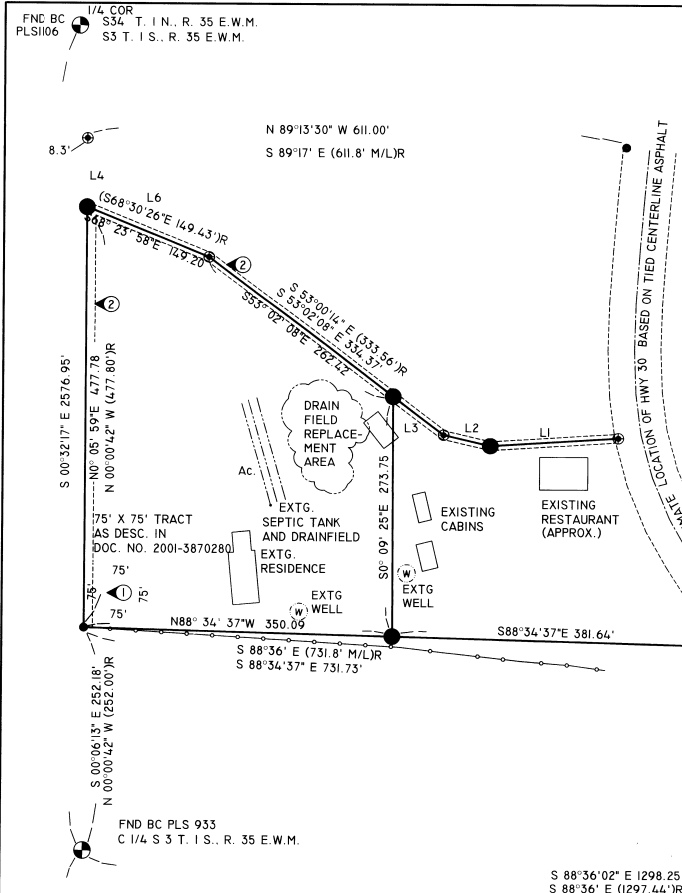 1/4 COR
FND BC
PLS1106
S34 T. 1 N., R. 35 E.W.M.
S3 T. 1 S., R. 35 E.W.M.
N 89°13'30" W 611.00'
S 89°17' E (611.8' M/L)R
8.3'
L4
L6
(S68°30'26"E 149.43')R
S68° 23' 58"E 149.20
2
S 53°00'14" E (333.56')R
S 53°02'08" E 334.37'
S53° 02' 08"E 262.42
2
MATE LOCATION OF HWY 30 BASED ON TIED CENTERLINE ASPHALT
S 00°32'17" E 2576.95'
N0° 05' 59"E 477.78
N 00°00'42" W (477.80')R
DRAIN
FIELD
REPLACE-
MENT
AREA
L3
L2
L1
Ac.
S0° 09' 25"E 273.75
EXTG.
SEPTIC TANK
AND DRAINFIELD
EXISTING
CABINS
EXISTING
RESTAURANT
(APPROX.)
75' X 75' TRACT
AS DESC. IN
DOC. NO. 2001-3870280
EXTG.
RESIDENCE
75'
75'
75'
75'
1
W
EXTG
WELL
W
EXTG
WELL
N88° 34' 37"W 350.09
S88°34'37"E 381.64'
S 88°36' E (731.8' M/L)R
S 88°34'37" E 731.73'
S 00°06'13" E 252.18'
N 00°00'42" W (252.00')R
FND BC PLS 933
C 1/4 S 3 T. 1 S., R. 35 E.W.M.
S 88°36'02" E 1298.25
S 88°36' E (1297.44')R